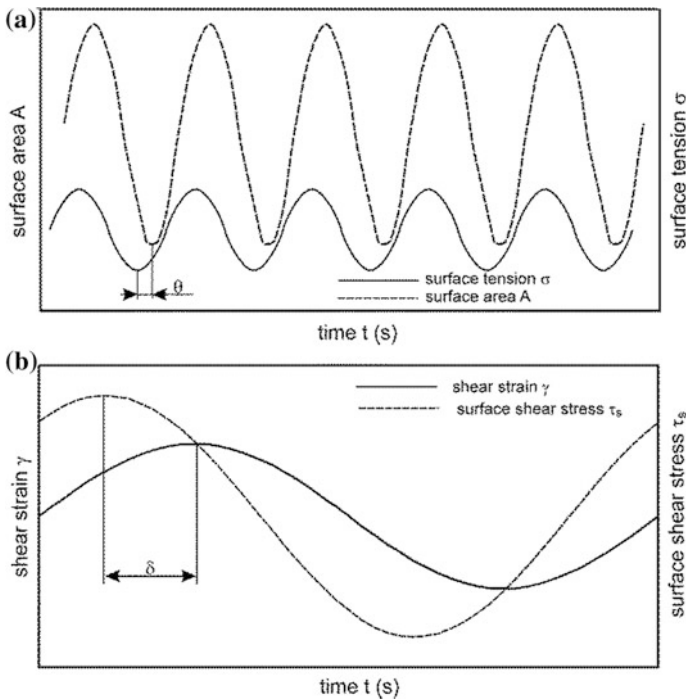 (a)
surface area A
surface tension σ
θ
surface tension σ
surface area A
time t (s)
(b)
shear strain γ
surface shear stress τs
shear strain γ
surface shear stress τs
δ
time t (s)